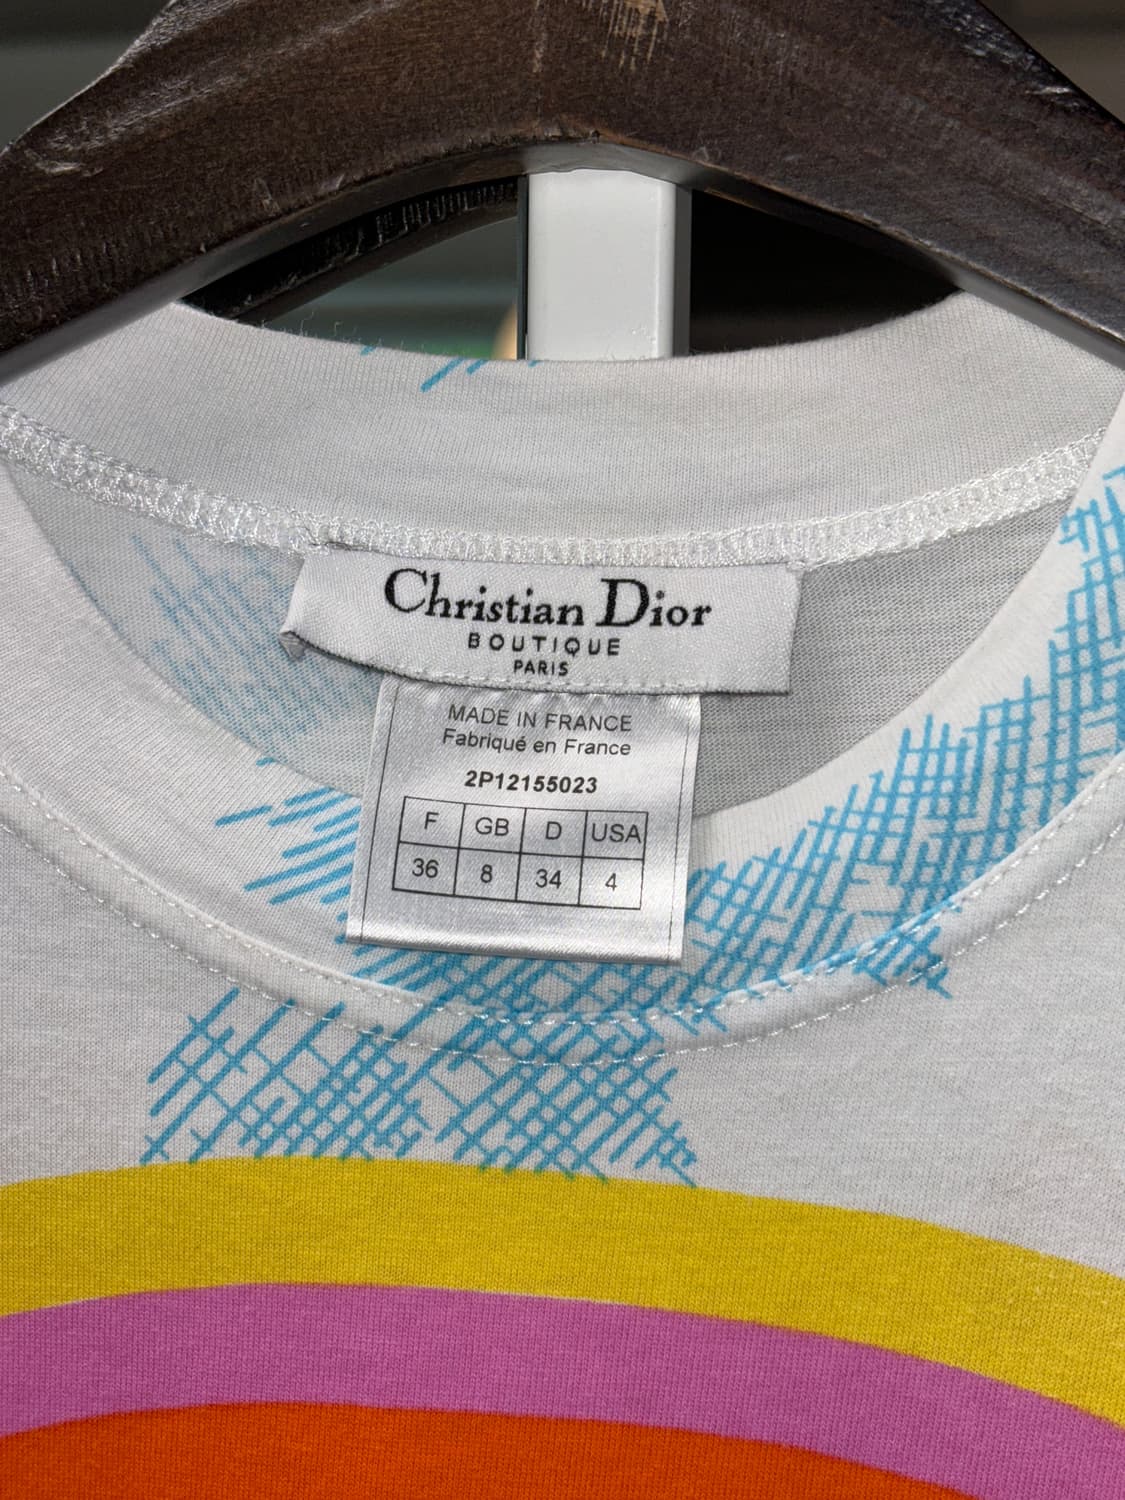 Christian Dior
BOUTIQUE
PARIS
MADE IN FRANCE
Fabriqué en France
2P12155023
F GB D USA
36 8 34 4